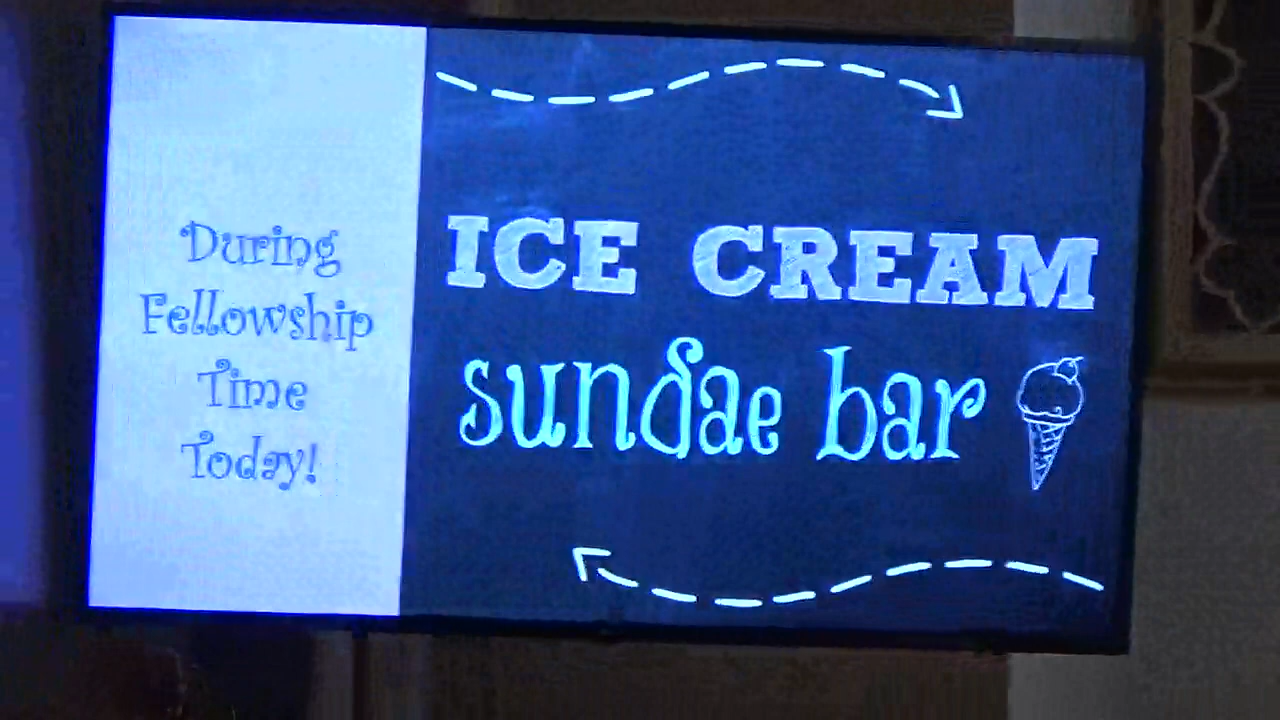 During
Fellowship
Time
Today!
ICE CREAM
sundae bar